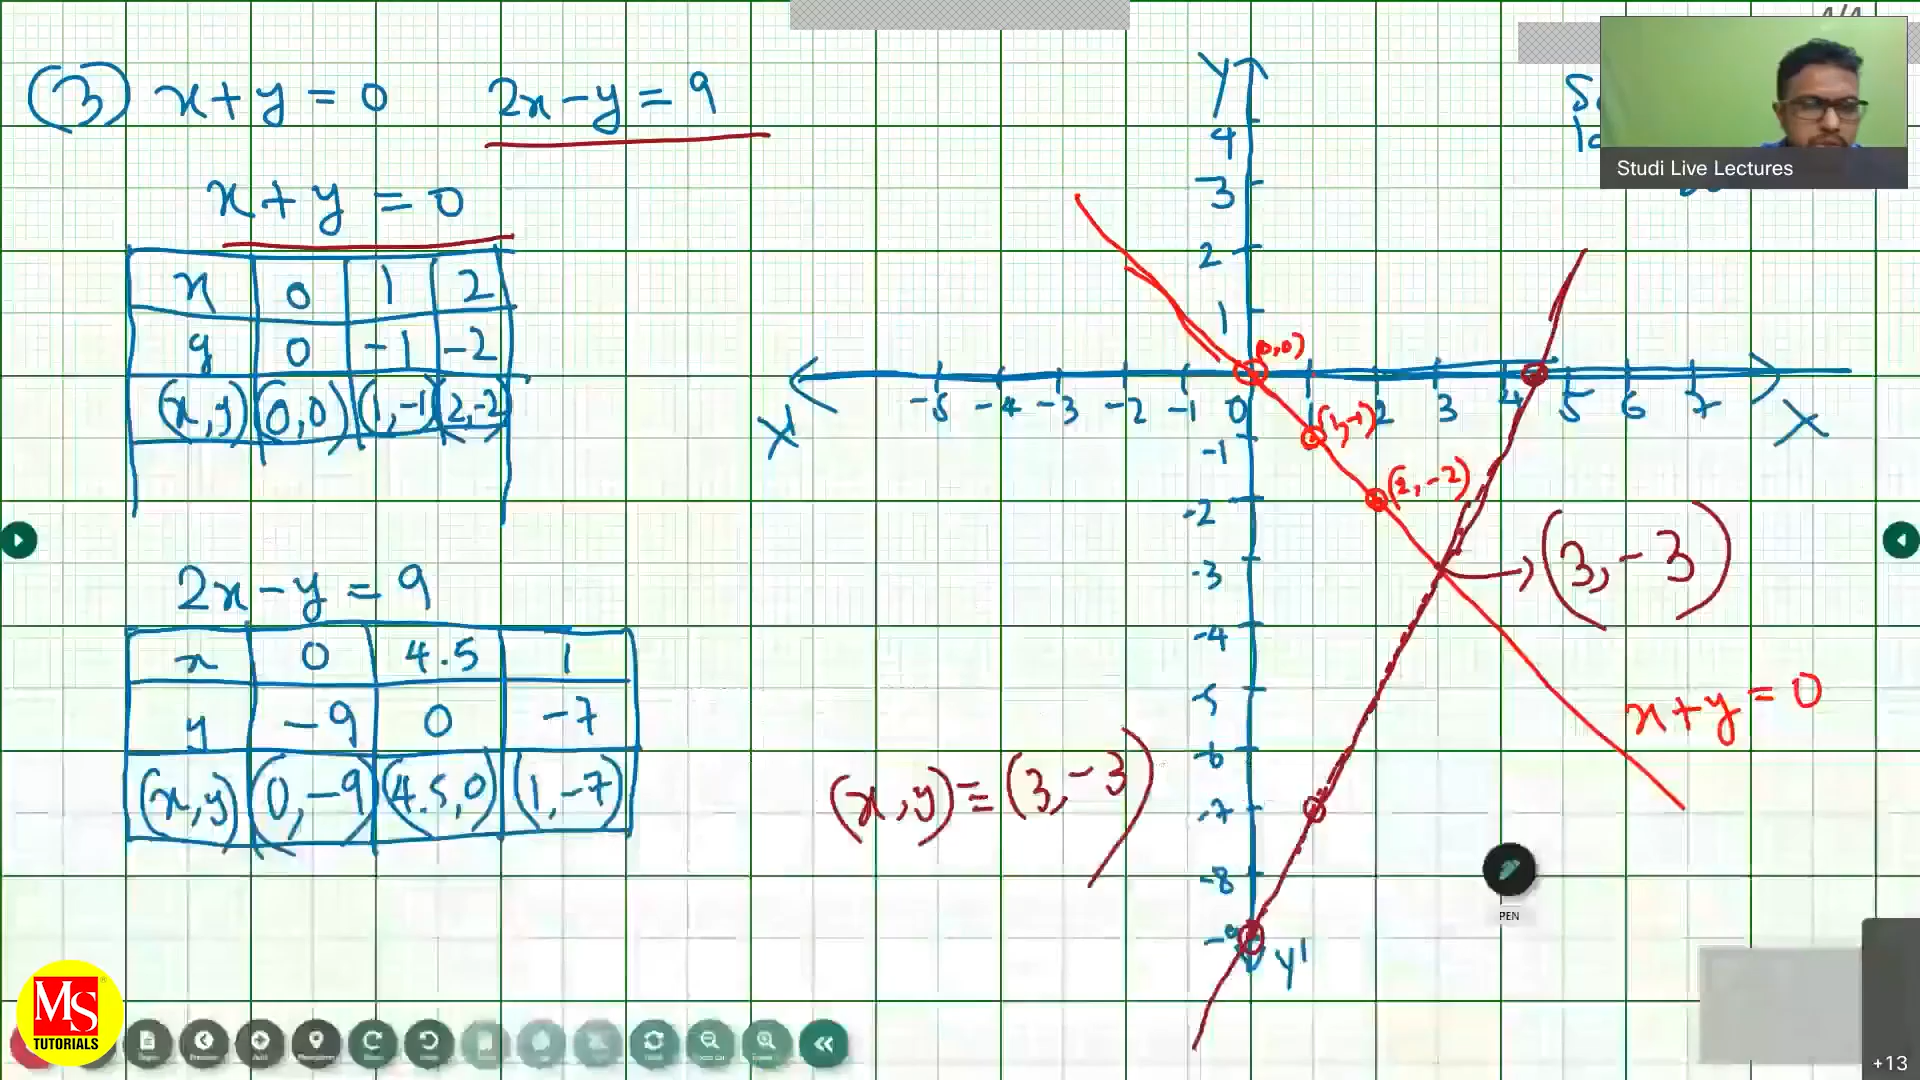 (3) x+y=0 2x-y=9
x+y=0
x 0 1 2
y 0 -1 -2
(x,y) (0,0) (1,-1) (2,-2)
2x-y=9
x 0 4.5 1
y -9 0 -7
(x,y) (0,-9) (4.5,0) (1,-7)
Y
4
3
2
1
(0,0)
-5 -4 -3 -2 -1 0 1 2 3 4 5 6 7
X'
X
(1,-1)
-1
(2,-2)
-2
-3
(3,-3)
-4
-5
x+y=0
-6
(x,y)=(3,-3)
-7
-8
-9
Y'
Studi Live Lectures
PEN
MS
TUTORIALS
+13